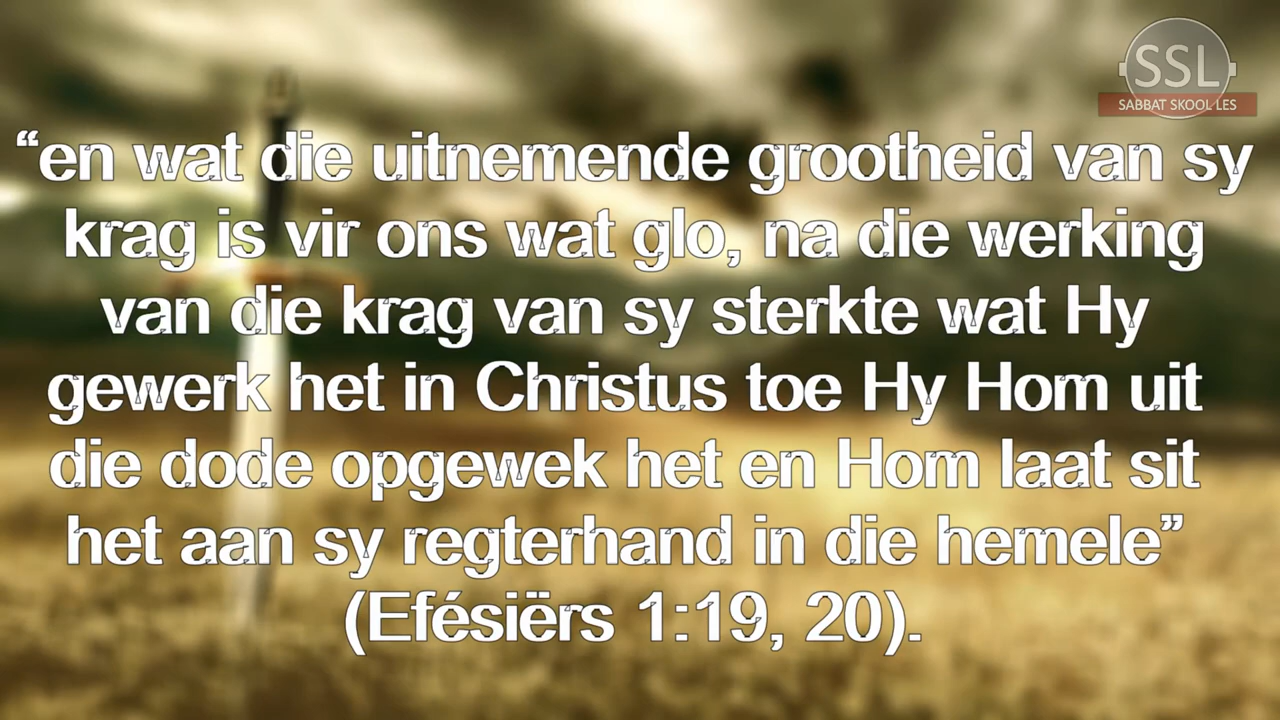 SSL
SABBAT SKOOL LES
“en wat die uitnemende grootheid van sy
krag is vir ons wat glo, na die werking
van die krag van sy sterkte wat Hy
gewerk het in Christus toe Hy Hom uit
die dode opgewek het en Hom laat sit
het aan sy regterhand in die hemele”
(Efésiërs 1:19, 20).